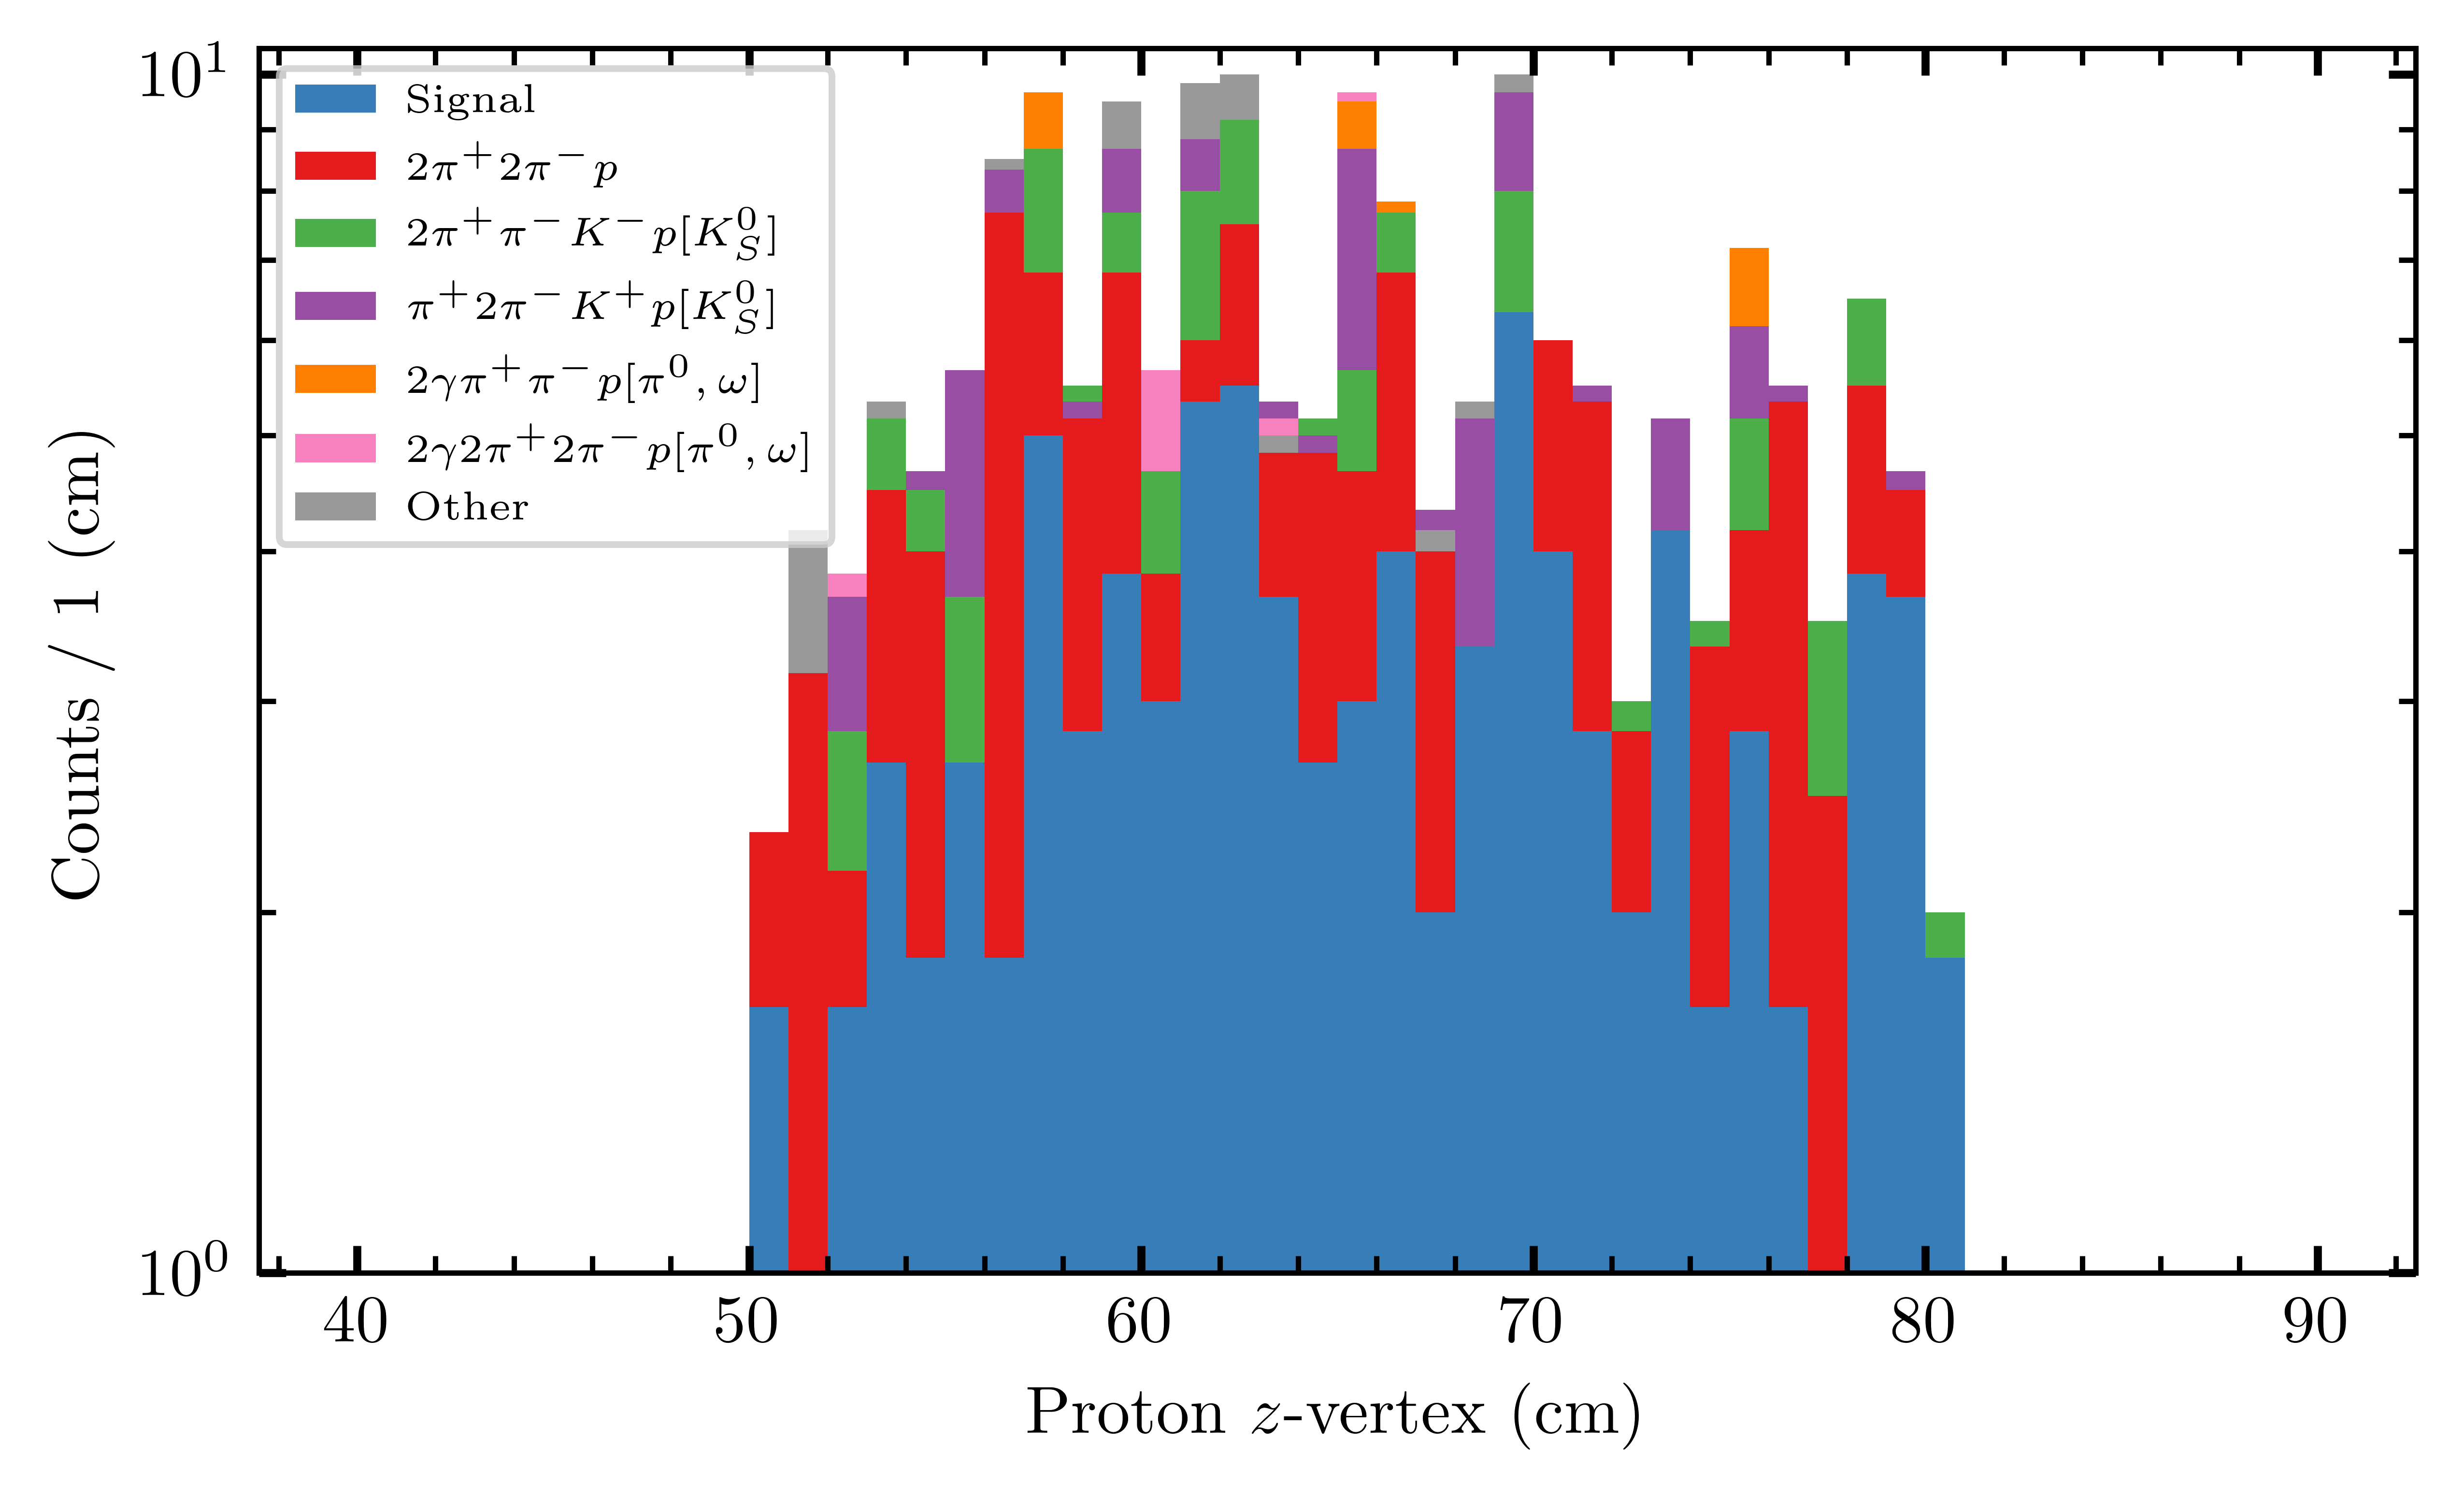 10¹
10⁰
Counts / 1 (cm)
Signal
2π⁺2π⁻p
2π⁺π⁻K⁻p[K⁰_S]
π⁺2π⁻K⁺p[K⁰_S]
2γπ⁺π⁻p[π⁰, ω]
2γ2π⁺2π⁻p[π⁰, ω]
Other
40 50 60 70 80 90
Proton z-vertex (cm)